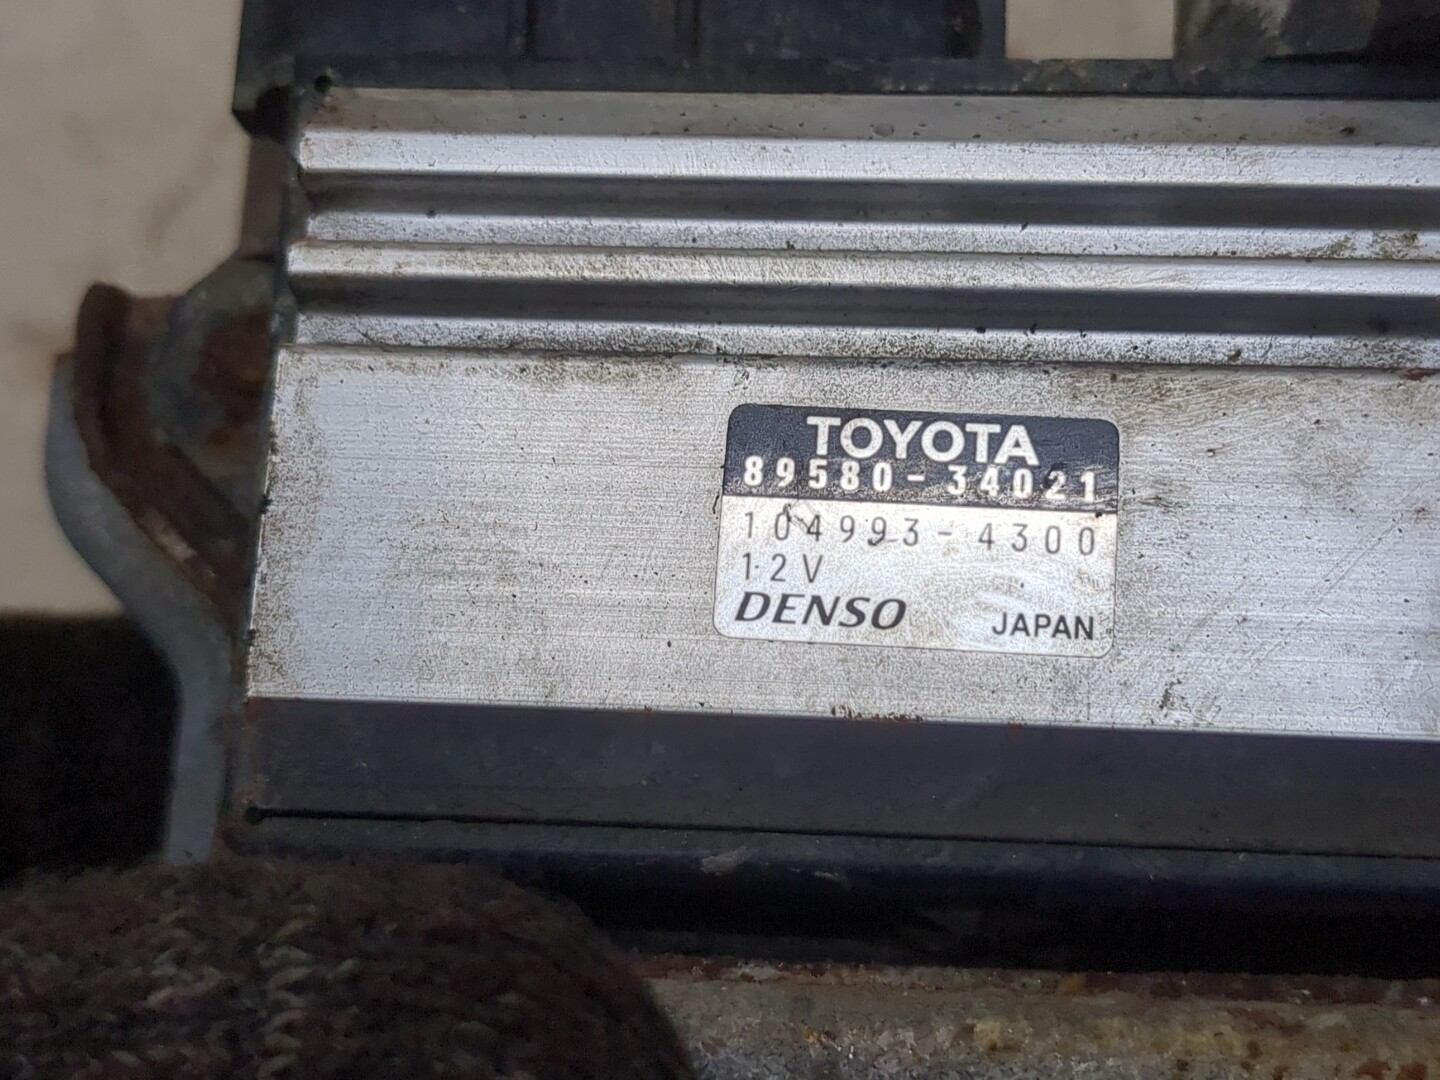 TOYOTA
89580-34021
104993-4300
12V
DENSO JAPAN